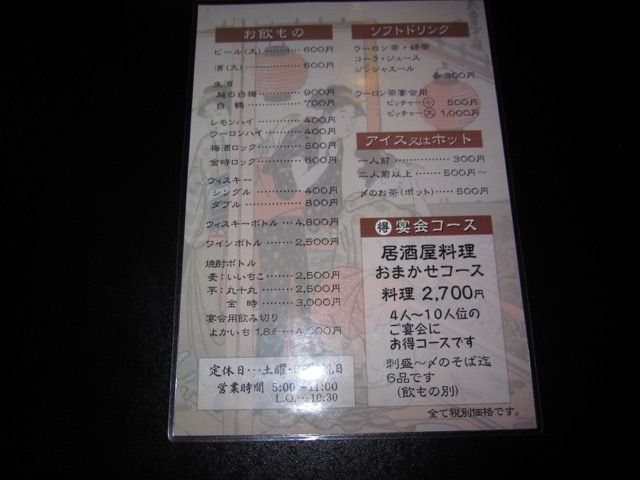 お飲もの
ビール(大)………600円
酒(大)…………600円
生酒
越の白梅………900円
白鶴………700円
レモンハイ………400円
ウーロンハイ……400円
梅酒ロック………500円
金時ロック………600円
ウィスキー
シングル………400円
ダブル…………800円
ウィスキーボトル…4,800円
ワインボトル……2,500円
焼酎ボトル
麦:いいちこ……2,500円
芋:九十丸………2,500円
金時………3,000円
宴会用飲み切り
よかいち 1.8ℓ…4,000円
定休日…土曜・日曜・祝日
営業時間 5:00~11:00
L.O.…10:30
ソフトドリンク
ウーロン茶・緑茶
コーラ・ジュース
ジンジャエール
各300円
ウーロン茶宴会用
ピッチャー小 500円
ピッチャー大 1,000円
アイス又はホット
一人前………300円
二人前以上………500円~
〆のお茶(ポット)…500円
得 宴会コース
居酒屋料理
おまかせコース
料理 2,700円
4人~10人位の
ご宴会に
お得コースです
刺盛~〆のそば迄
6品です
(飲もの別)
全て税別価格です。